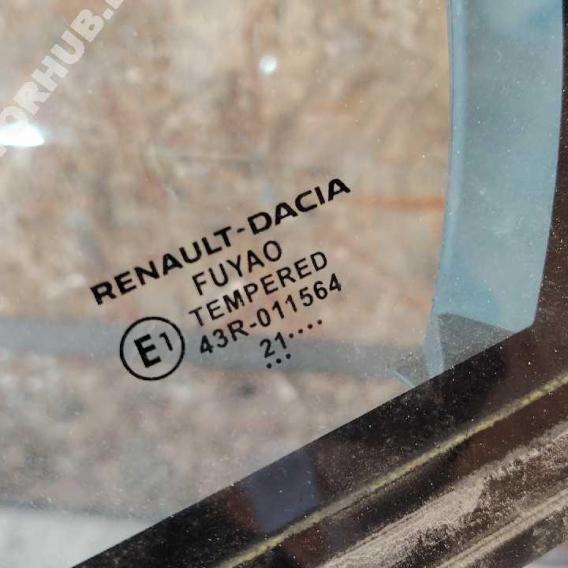 RENAULT-DACIA
FUYAO
TEMPERED
E1 43R-011564
21....
...